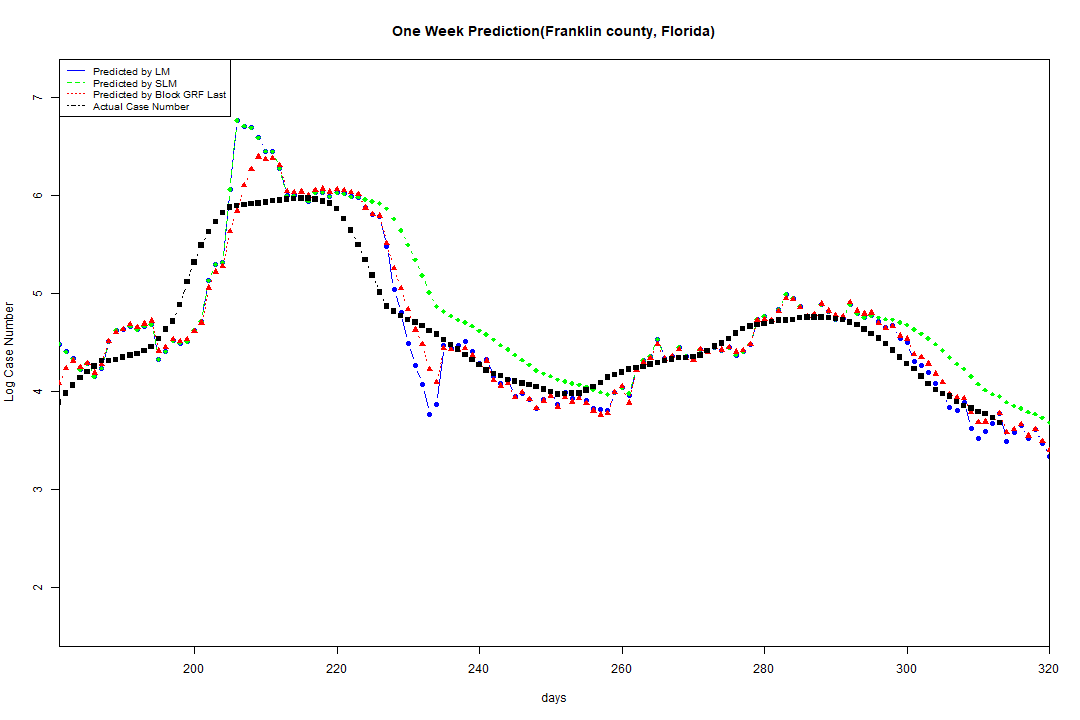 One Week Prediction(Franklin county, Florida)
Predicted by LM
Predicted by SLM
Predicted by Block GRF Last
Actual Case Number
7
6
5
4
3
2
Log Case Number
200 220 240 260 280 300 320
days